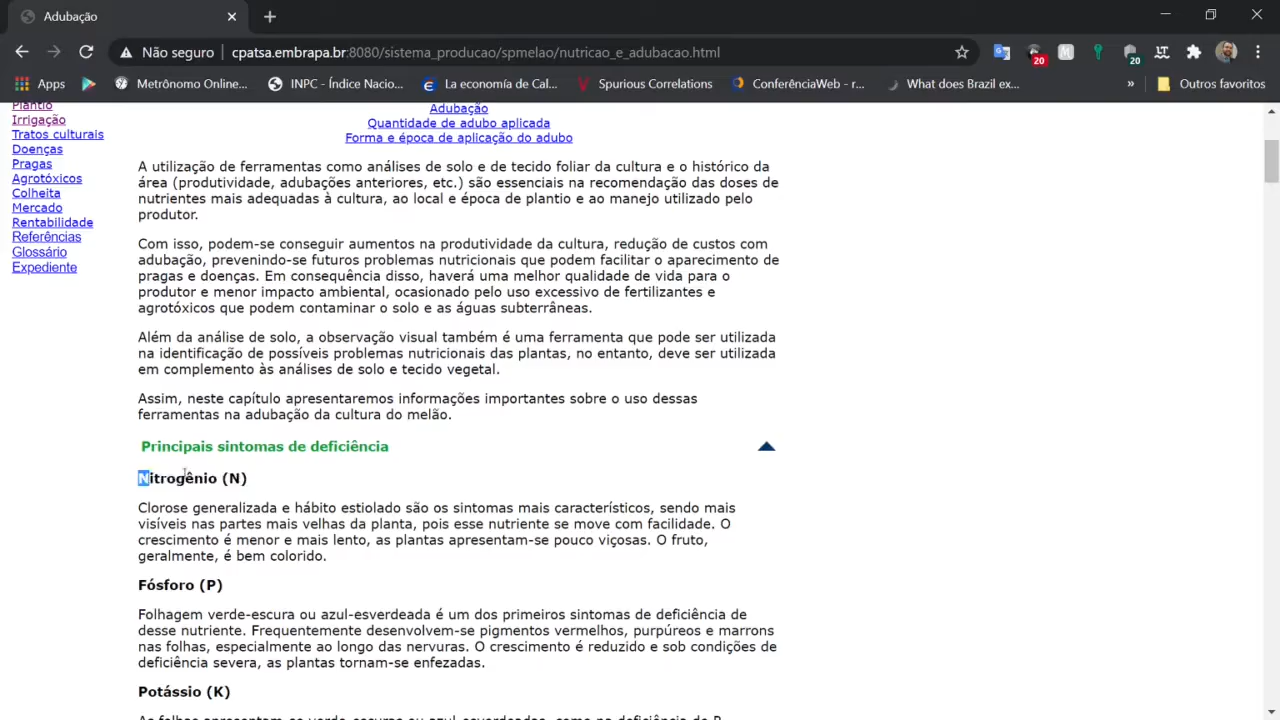 Adubação
Não seguro
cpatsa.embrapa.br:8080/sistema_producao/spmelao/nutricao_e_adubacao.html
20
20
Apps
Metrônomo Online...
INPC - Índice Nacio...
La economía de Cal...
Spurious Correlations
ConferênciaWeb - r...
What does Brazil ex...
»
Outros favoritos
Plantio
Irrigação
Tratos culturais
Doenças
Pragas
Agrotóxicos
Colheita
Mercado
Rentabilidade
Referências
Glossário
Expediente
Adubação
Quantidade de adubo aplicada
Forma e época de aplicação do adubo
A utilização de ferramentas como análises de solo e de tecido foliar da cultura e o histórico da
área (produtividade, adubações anteriores, etc.) são essenciais na recomendação das doses de
nutrientes mais adequadas à cultura, ao local e época de plantio e ao manejo utilizado pelo
produtor.
Com isso, podem-se conseguir aumentos na produtividade da cultura, redução de custos com
adubação, prevenindo-se futuros problemas nutricionais que podem facilitar o aparecimento de
pragas e doenças. Em consequência disso, haverá uma melhor qualidade de vida para o
produtor e menor impacto ambiental, ocasionado pelo uso excessivo de fertilizantes e
agrotóxicos que podem contaminar o solo e as águas subterrâneas.
Além da análise de solo, a observação visual também é uma ferramenta que pode ser utilizada
na identificação de possíveis problemas nutricionais das plantas, no entanto, deve ser utilizada
em complemento às análises de solo e tecido vegetal.
Assim, neste capítulo apresentaremos informações importantes sobre o uso dessas
ferramentas na adubação da cultura do melão.
Principais sintomas de deficiência
Nitrogênio (N)
Clorose generalizada e hábito estiolado são os sintomas mais característicos, sendo mais
visíveis nas partes mais velhas da planta, pois esse nutriente se move com facilidade. O
crescimento é menor e mais lento, as plantas apresentam-se pouco viçosas. O fruto,
geralmente, é bem colorido.
Fósforo (P)
Folhagem verde-escura ou azul-esverdeada é um dos primeiros sintomas de deficiência de
desse nutriente. Frequentemente desenvolvem-se pigmentos vermelhos, purpúreos e marrons
nas folhas, especialmente ao longo das nervuras. O crescimento é reduzido e sob condições de
deficiência severa, as plantas tornam-se enfezadas.
Potássio (K)
As folhas apresentam-se verde-escuras ou azul-esverdeadas, como na deficiência de P.